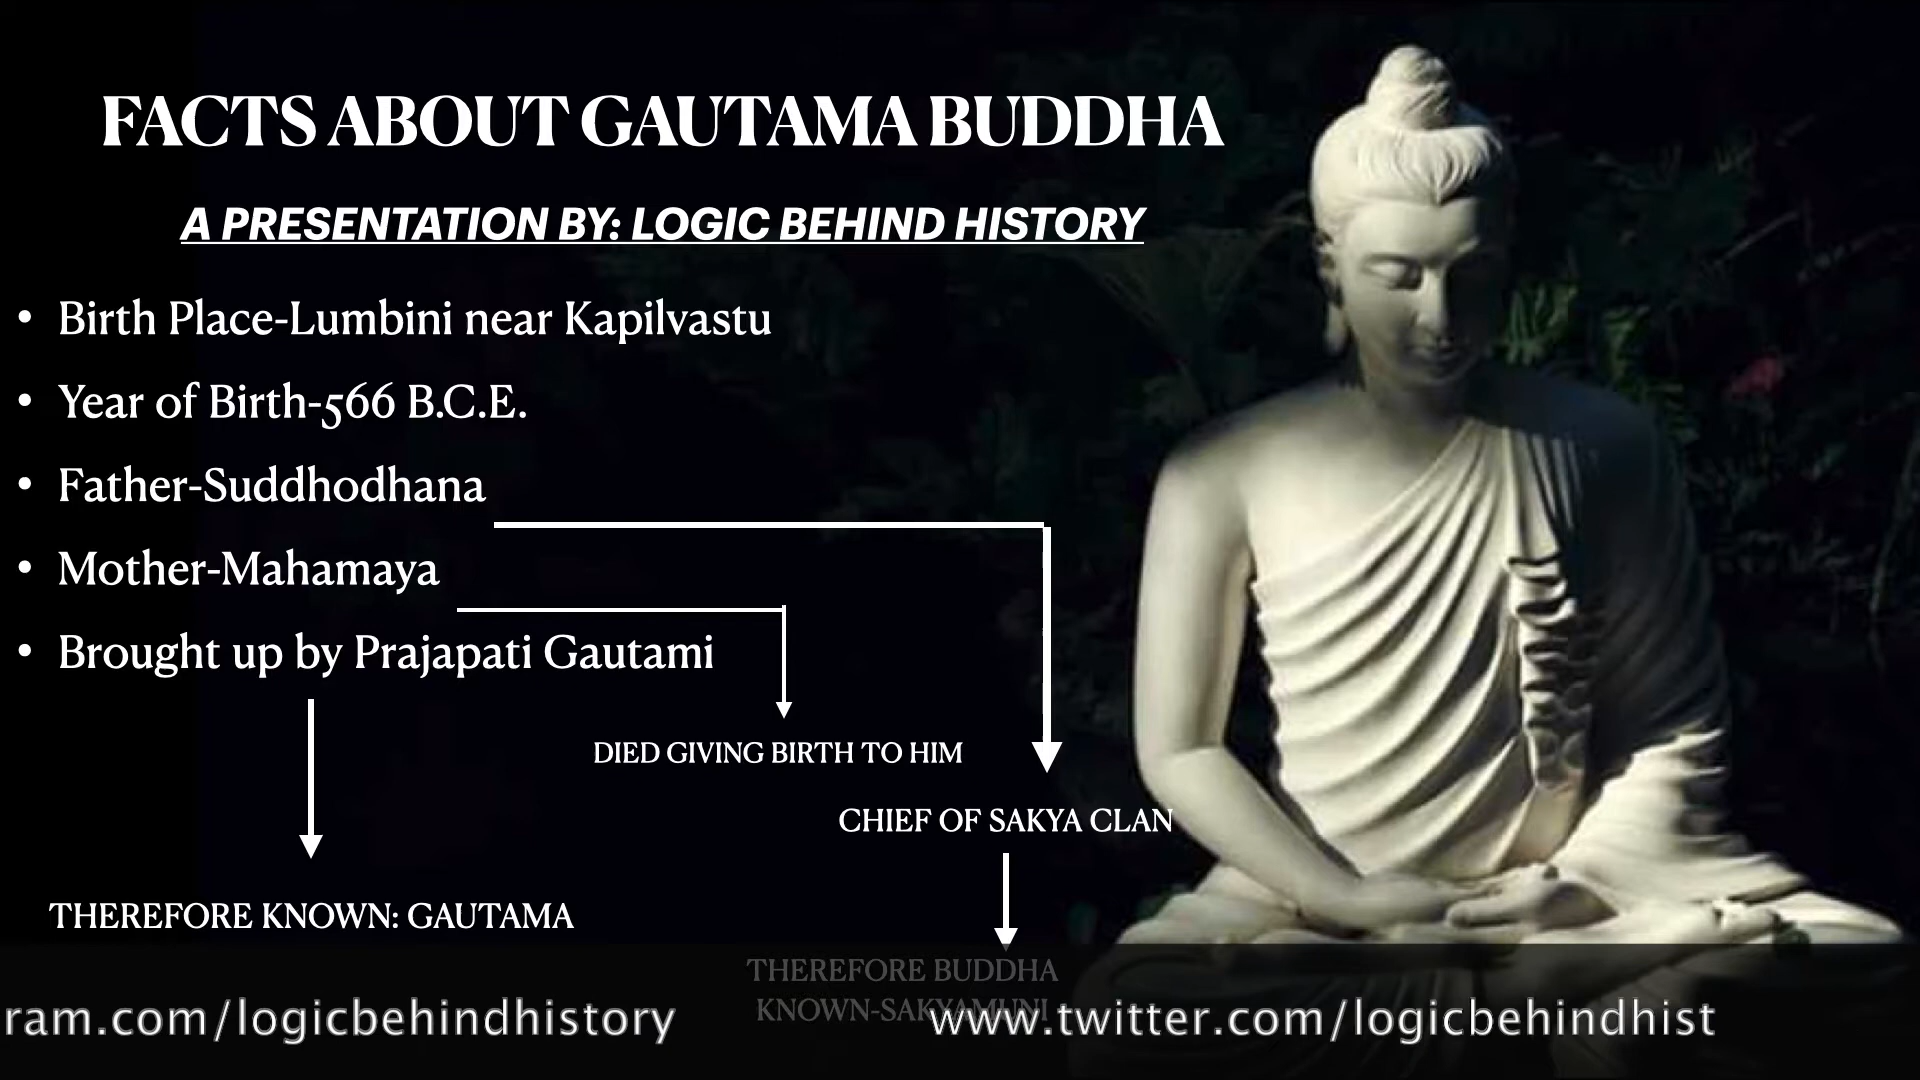 FACTS ABOUT GAUTAMA BUDDHA
A PRESENTATION BY: LOGIC BEHIND HISTORY
• Birth Place-Lumbini near Kapilvastu
• Year of Birth-566 B.C.E.
• Father-Suddhodhana
• Mother-Mahamaya
• Brought up by Prajapati Gautami
DIED GIVING BIRTH TO HIM
CHIEF OF SAKYA CLAN
THEREFORE KNOWN: GAUTAMA
THEREFORE BUDDHA
KNOWN-SAKYAMUNI
ram.com/logicbehindhistory www.twitter.com/logicbehindhist